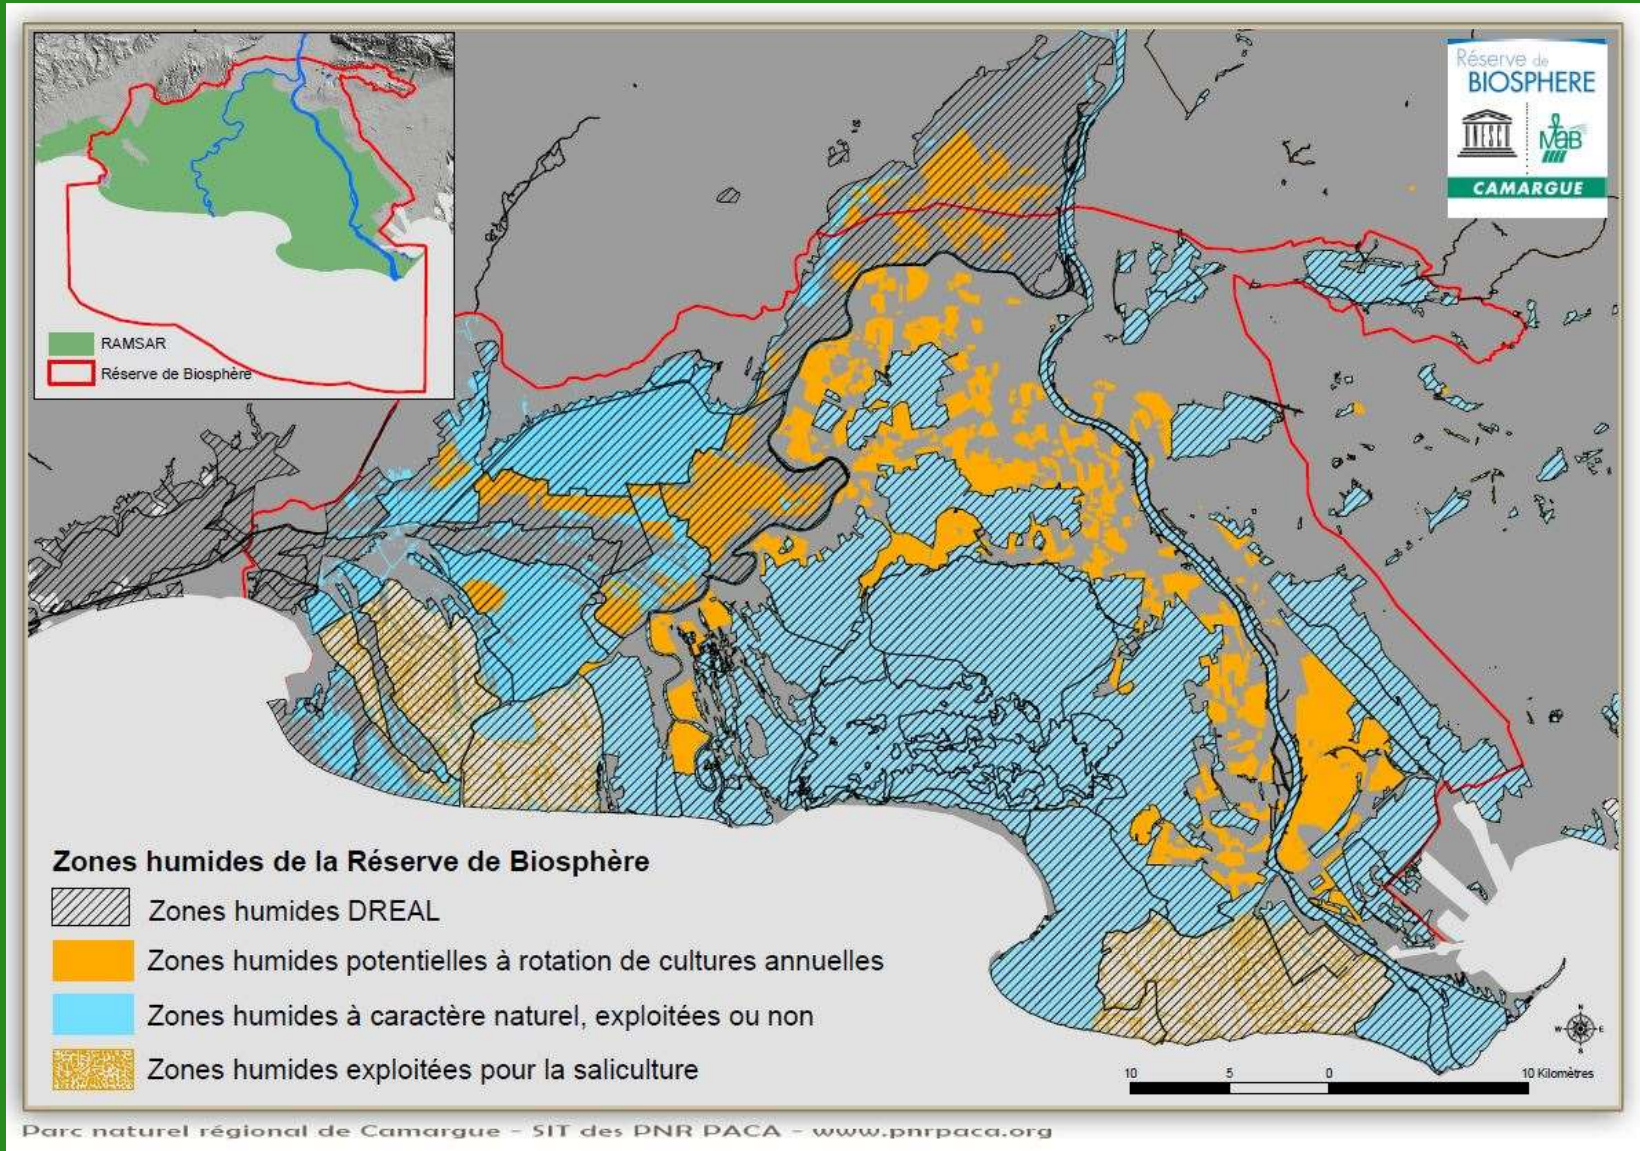 RAMSAR
Réserve de Biosphère
Réserve de
BIOSPHERE
UNESCO
MaB
CAMARGUE
Zones humides de la Réserve de Biosphère
Zones humides DREAL
Zones humides potentielles à rotation de cultures annuelles
Zones humides à caractère naturel, exploitées ou non
Zones humides exploitées pour la saliculture
N
W E
S
10 5 0 10 Kilomètres
Parc naturel régional de Camargue - SIT des PNR PACA - www.pnrpaca.org